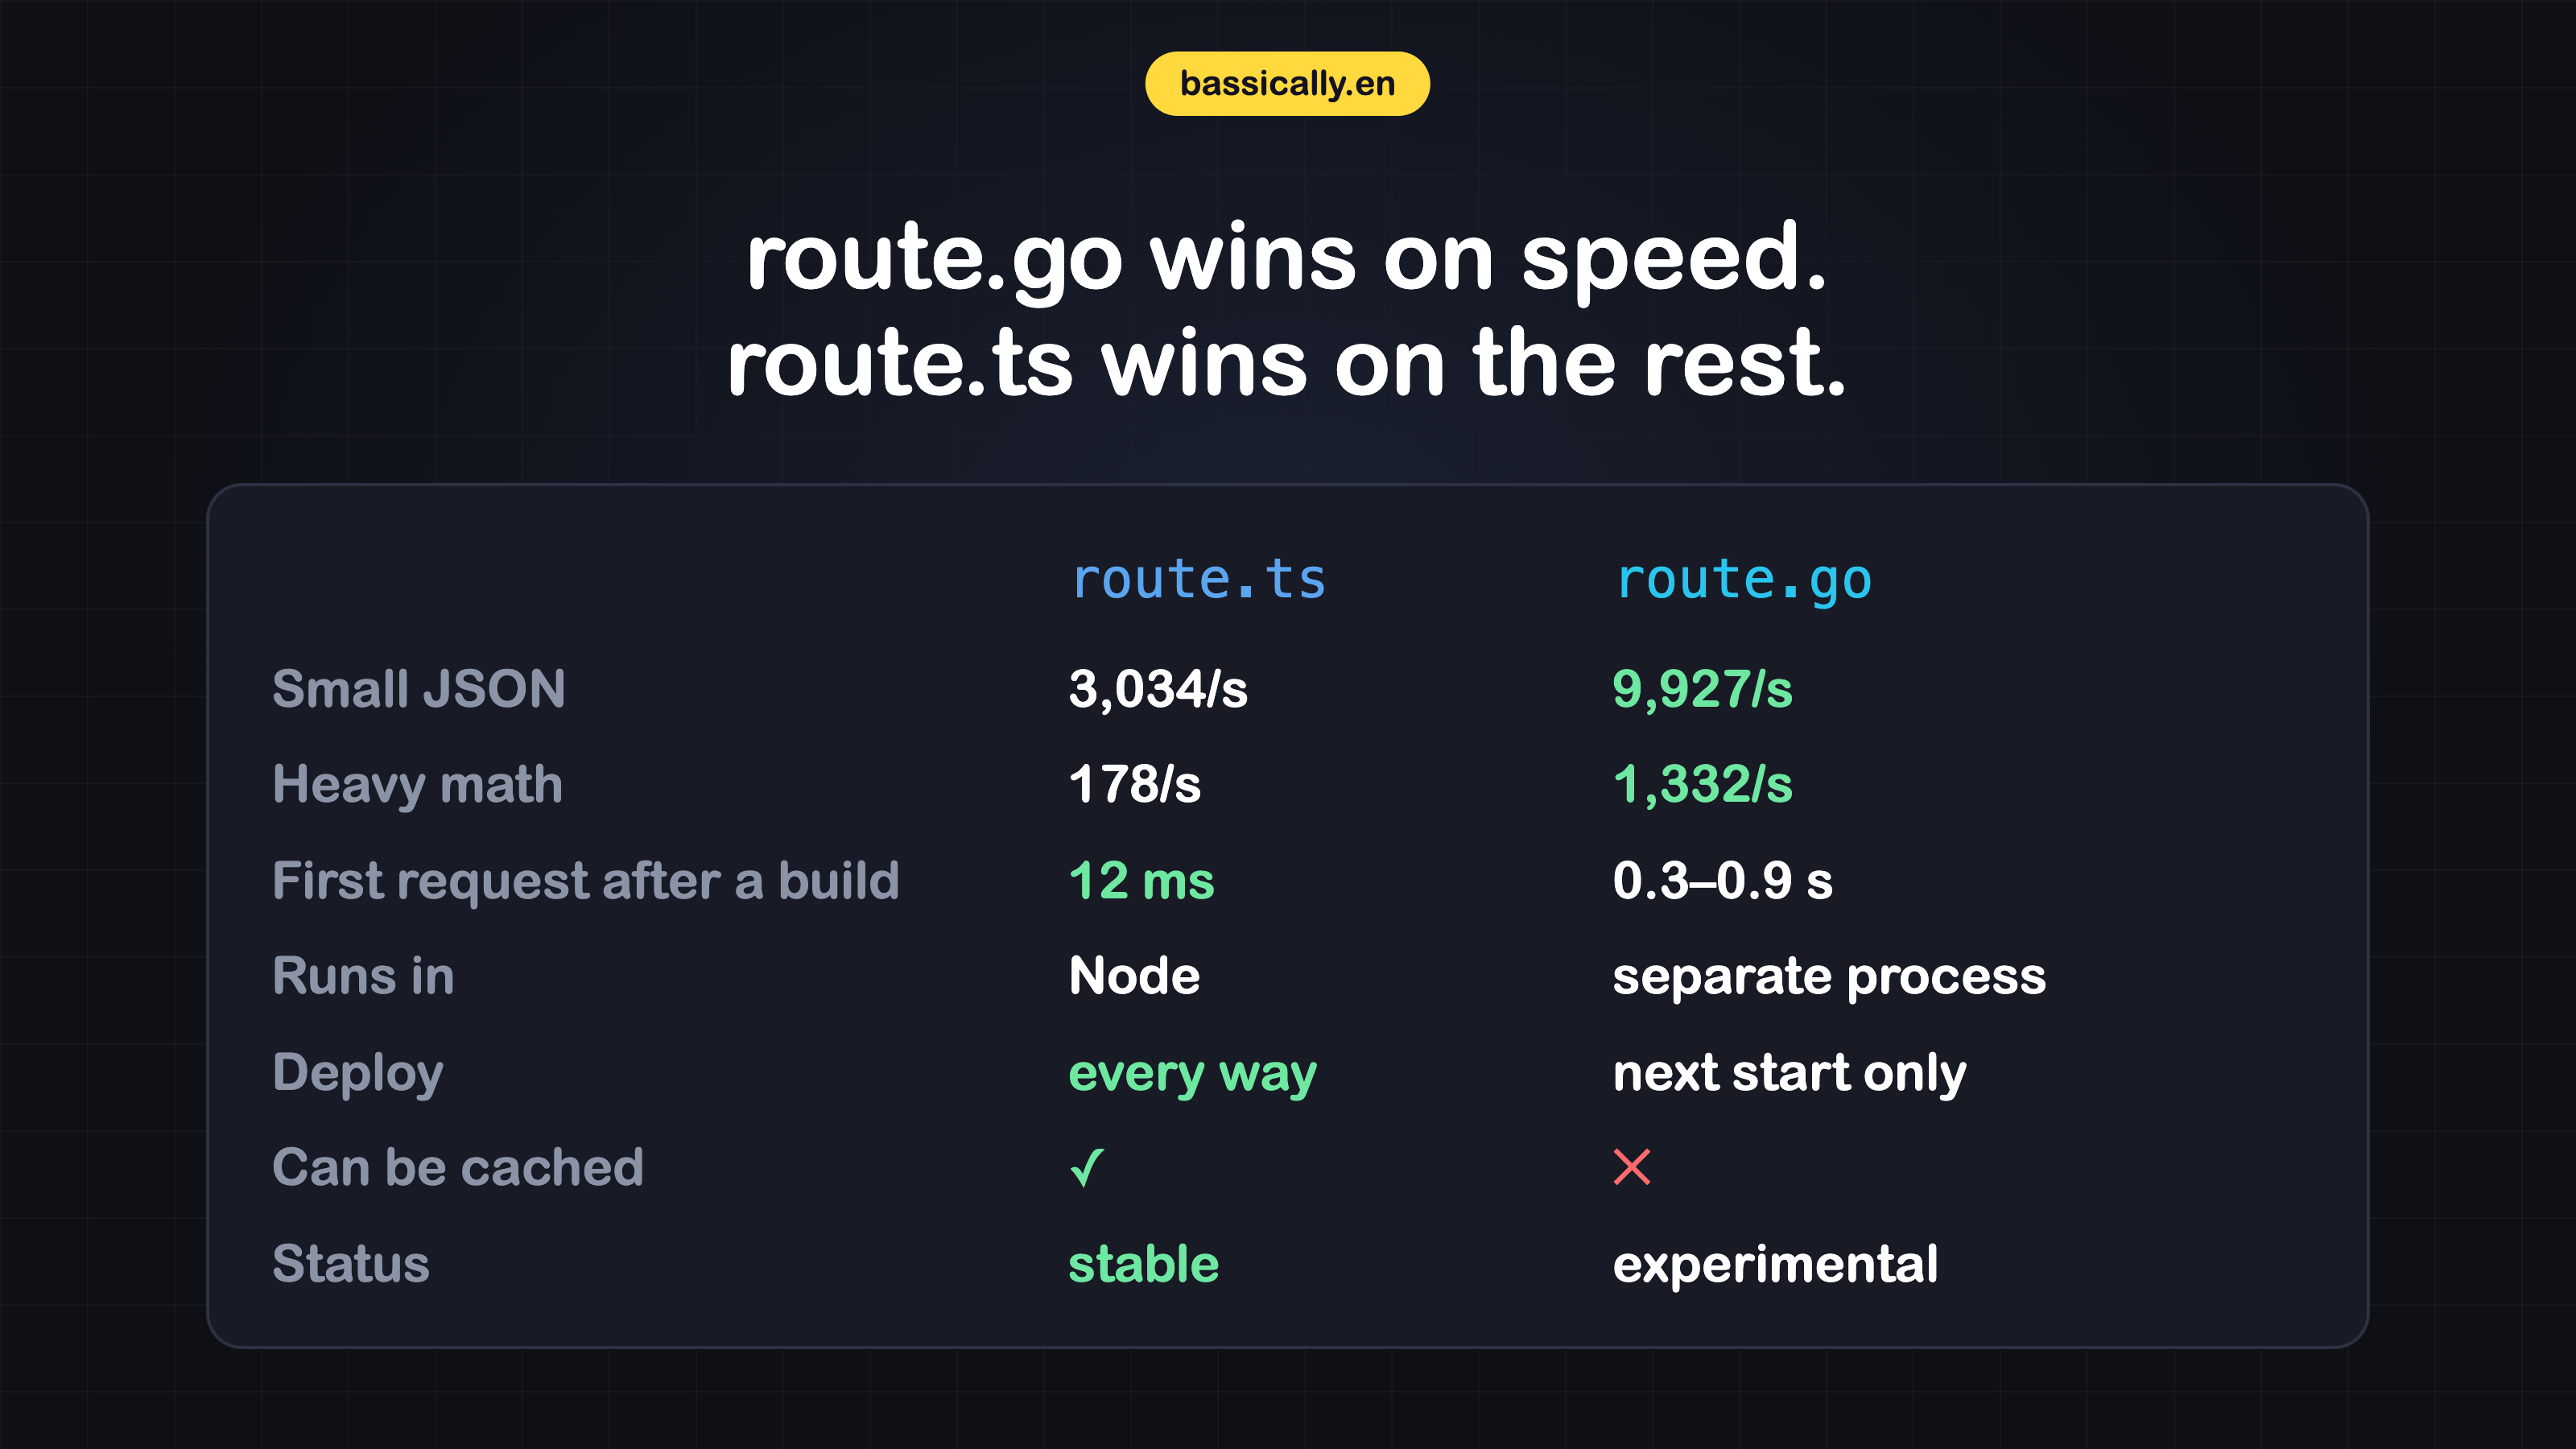 bassically.en
route.go wins on speed.
route.ts wins on the rest.
route.ts route.go
Small JSON 3,034/s 9,927/s
Heavy math 178/s 1,332/s
First request after a build 12 ms 0.3–0.9 s
Runs in Node separate process
Deploy every way next start only
Can be cached ✓ ✕
Status stable experimental